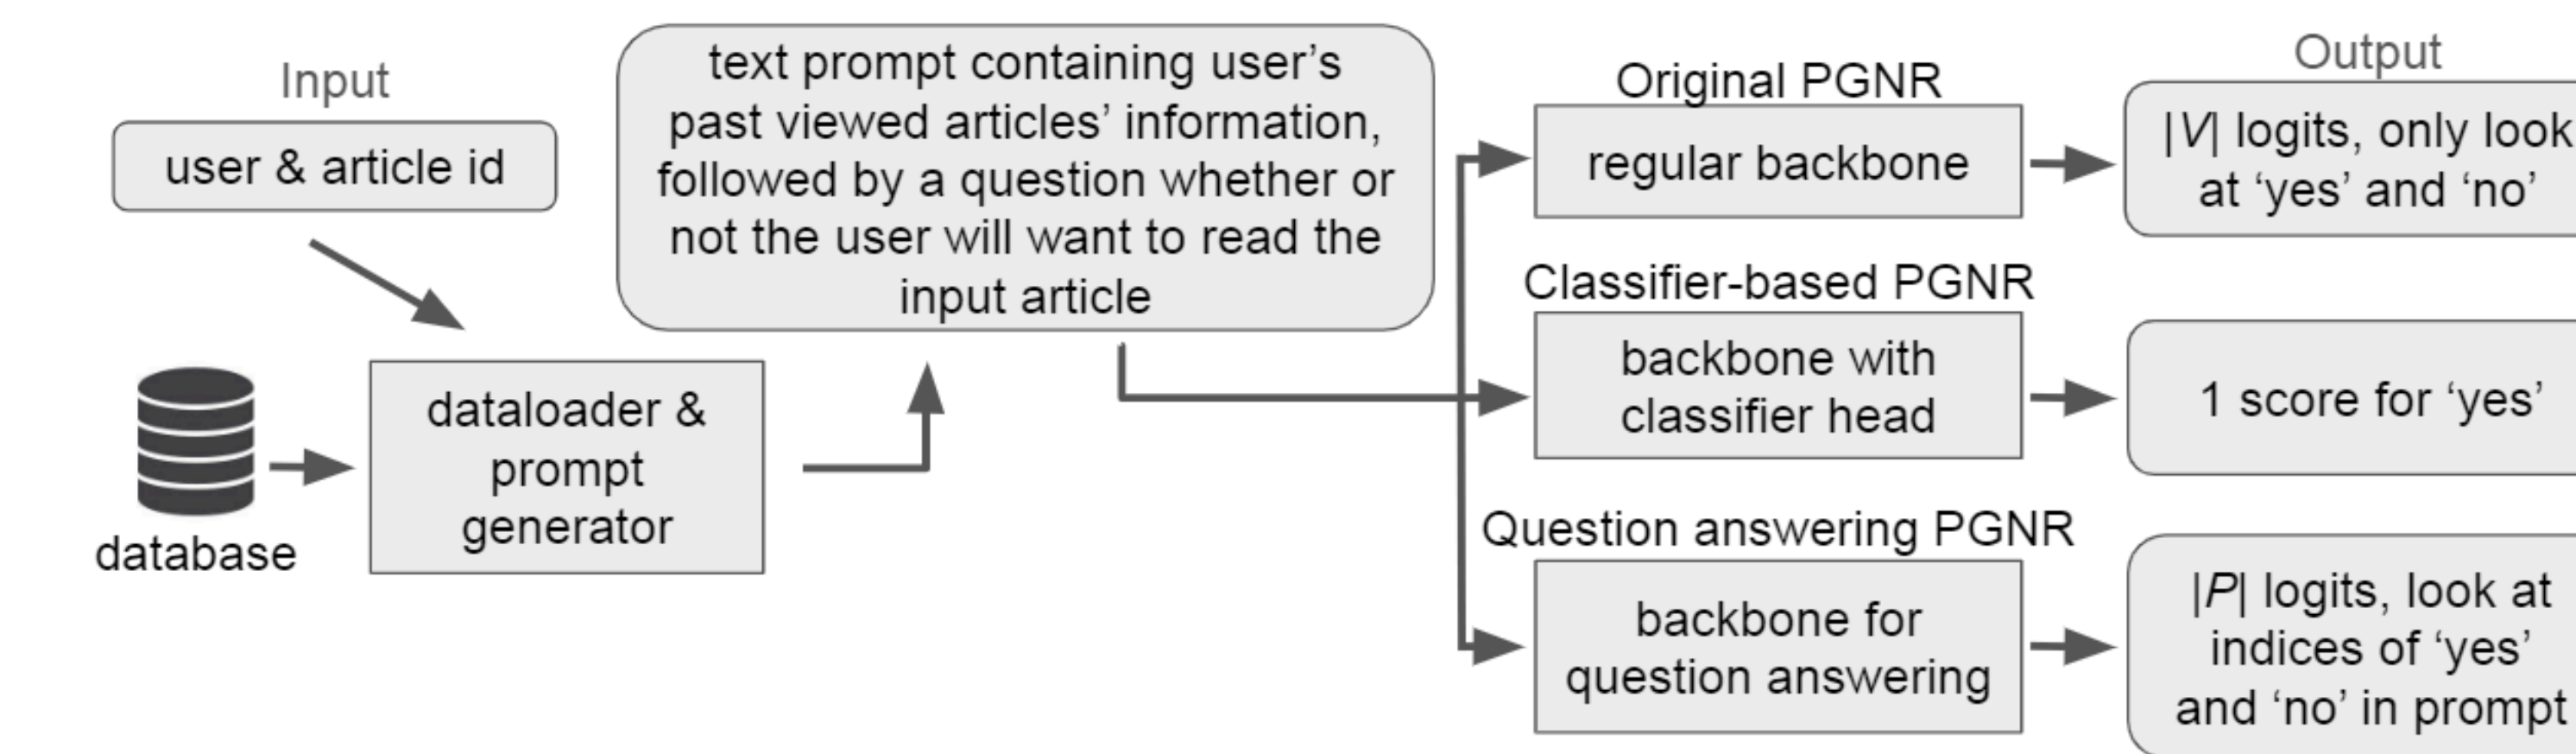 Input
user & article id
database
dataloader &
prompt
generator
text prompt containing user’s
past viewed articles’ information,
followed by a question whether or
not the user will want to read the
input article
Original PGNR
regular backbone
Classifier-based PGNR
backbone with
classifier head
Question answering PGNR
backbone for
question answering
Output
|V| logits, only look
at ‘yes’ and ‘no’
1 score for ‘yes’
|P| logits, look at
indices of ‘yes’
and ‘no’ in prompt